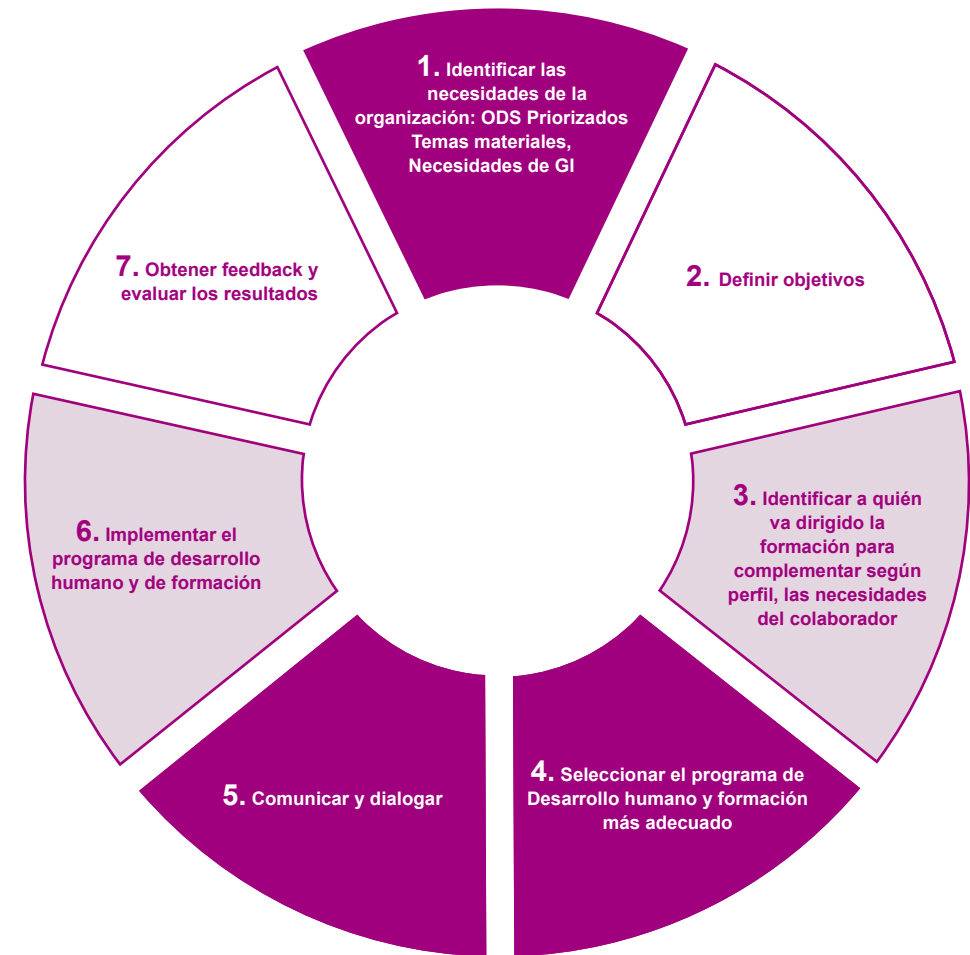 1. Identificar las
necesidades de la
organización: ODS Priorizados
Temas materiales,
Necesidades de GI
2. Definir objetivos
3. Identificar a quién
va dirigido la
formación para
complementar según
perfil, las necesidades
del colaborador
4. Seleccionar el programa de
Desarrollo humano y formación
más adecuado
5. Comunicar y dialogar
6. Implementar el
programa de desarrollo
humano y de formación
7. Obtener feedback y
evaluar los resultados